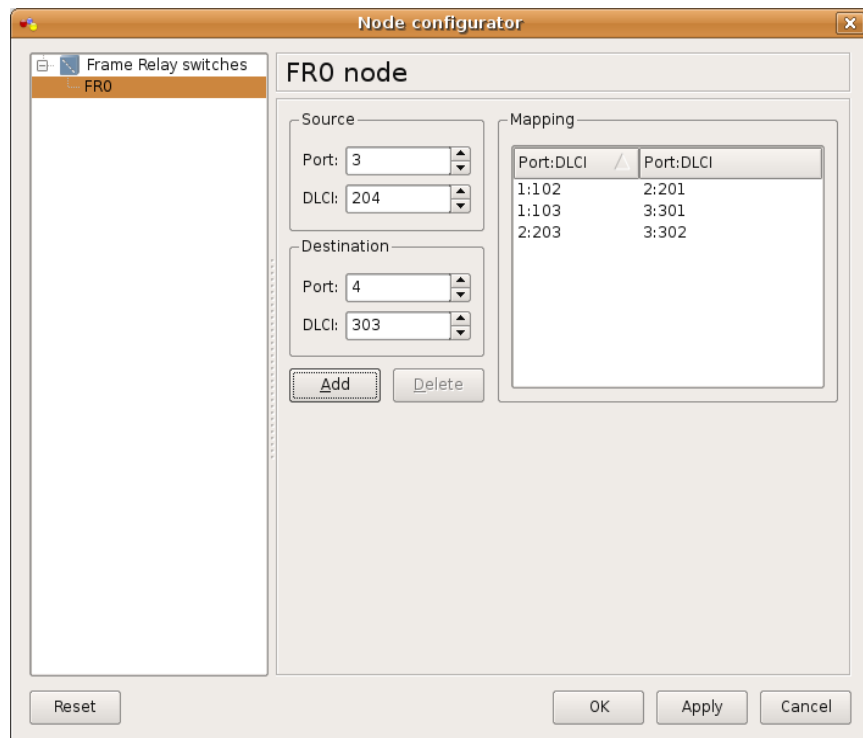 Node configurator
Frame Relay switches
FR0
FR0 node
Source
Port: 3
DLCI: 204
Destination
Port: 4
DLCI: 303
Add Delete
Mapping
Port:DLCI Port:DLCI
1:102 2:201
1:103 3:301
2:203 3:302
Reset OK Apply Cancel